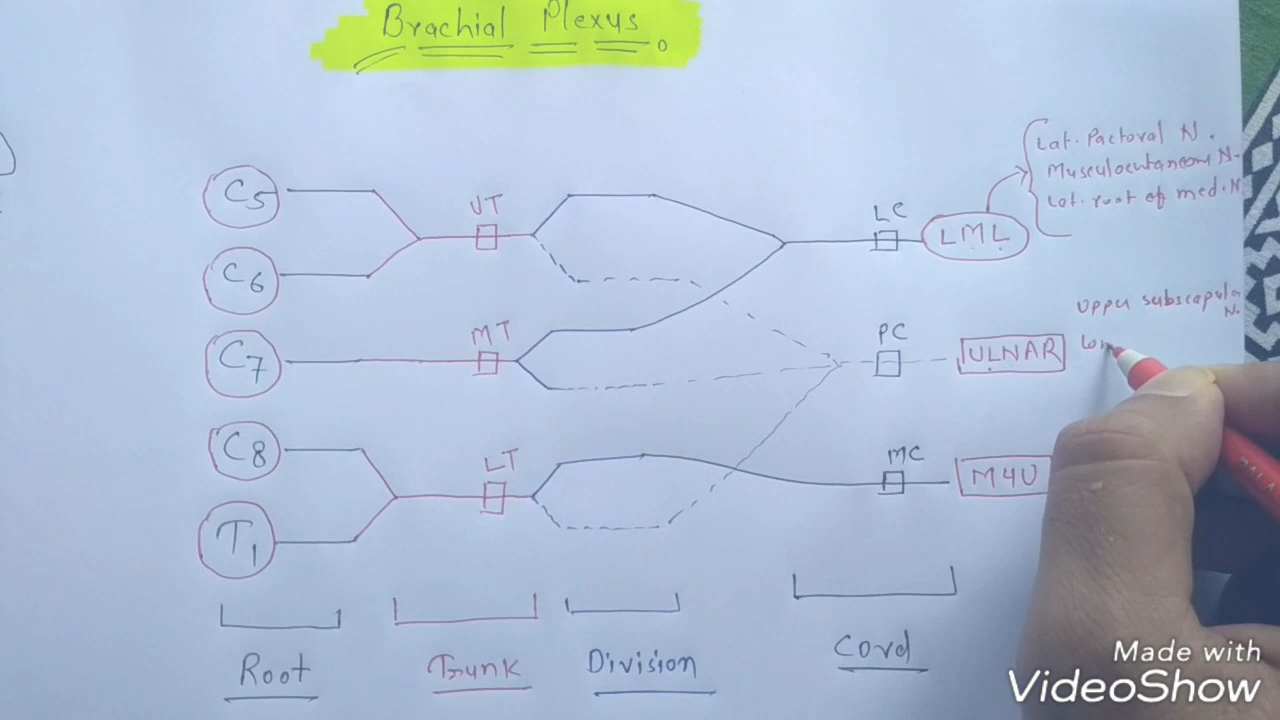 Brachial Plexus.
C5
C6
C7
C8
T1
UT
MT
LT
LC
PC
MC
LML
ULNAR
M4U
Lat. Pactoral N.
Musculocutaneous N.
Lat. root of med. N.
Upper subscapular
N.
Root
Trunk
Division
Cord
Made with
VideoShow